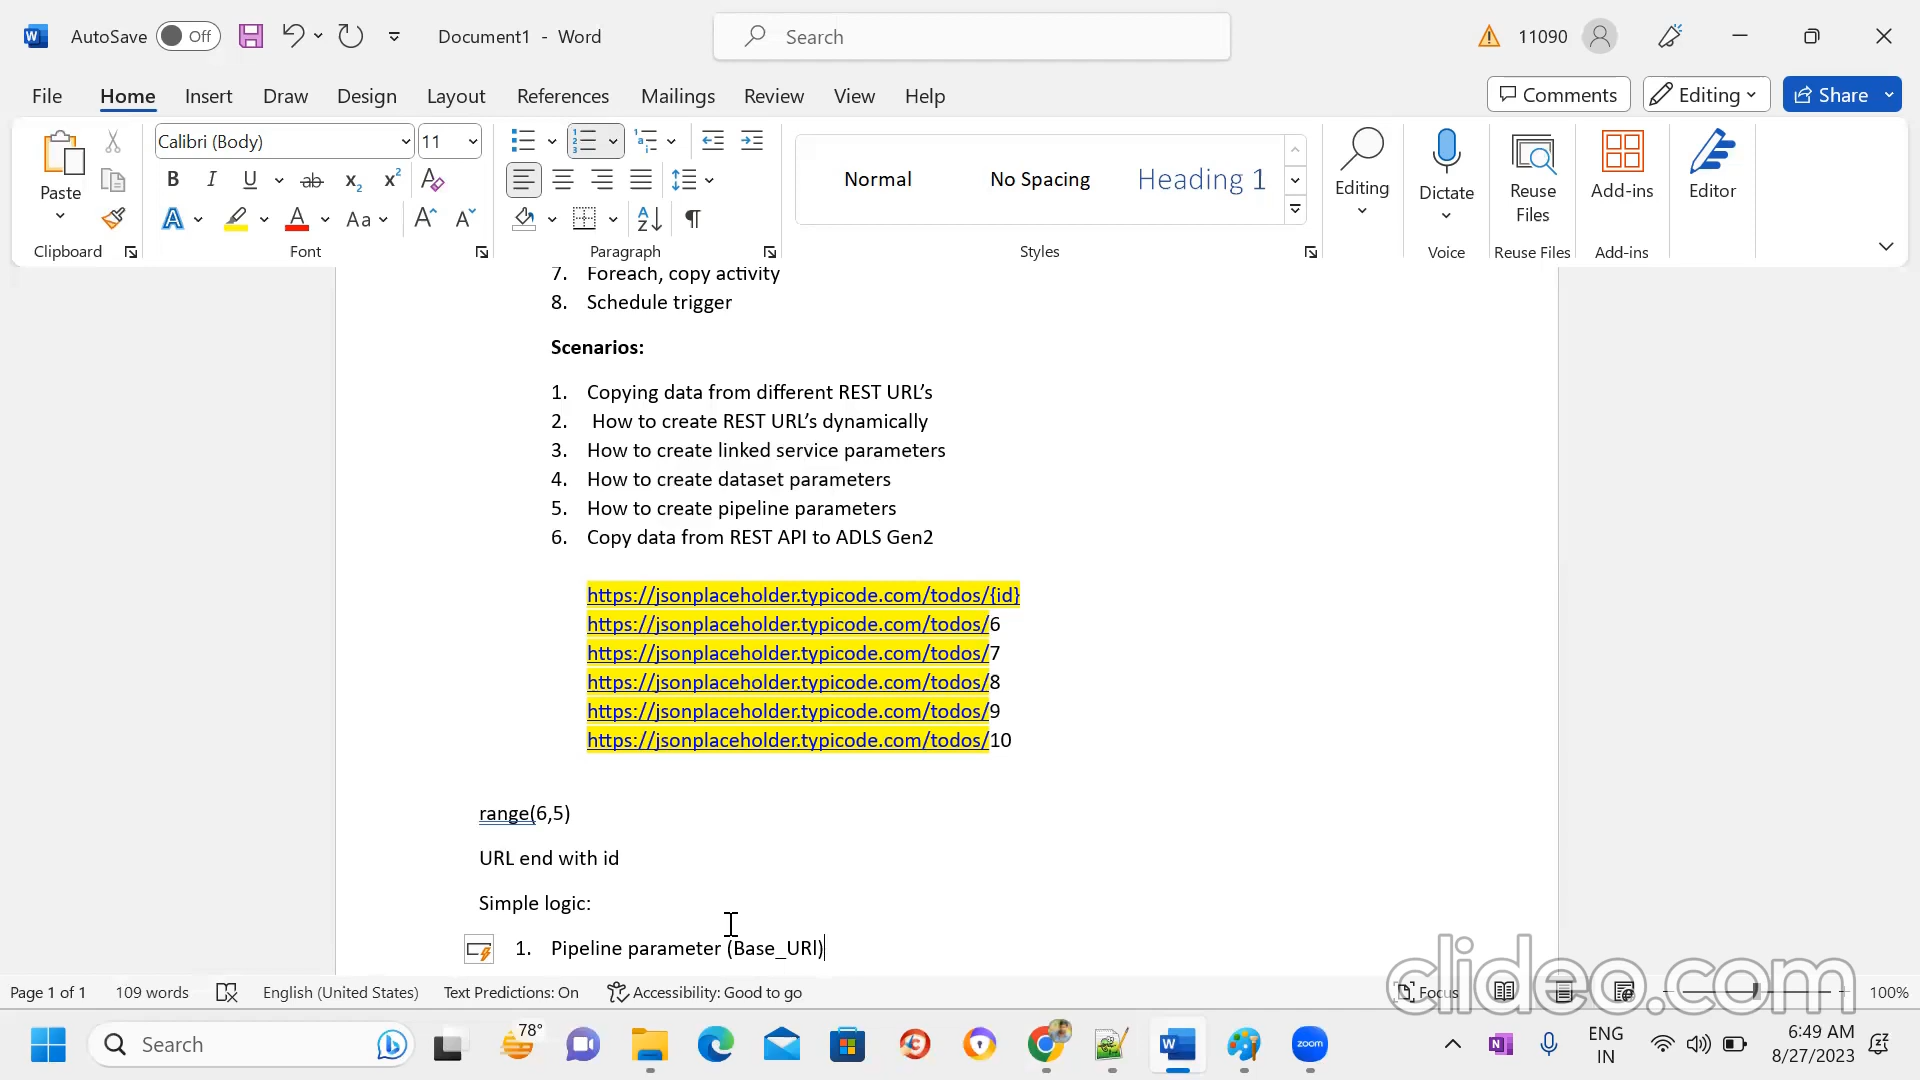 AutoSave Off Document1 - Word Search 11090
File Home Insert Draw Design Layout References Mailings Review View Help Comments Editing Share
Paste Calibri (Body) 11 Normal No Spacing Heading 1 Editing Dictate Reuse Files Add-ins Editor
Clipboard Font Paragraph Styles Voice Reuse Files Add-ins
7. Foreach, copy activity
8. Schedule trigger
Scenarios:
1. Copying data from different REST URL’s
2. How to create REST URL’s dynamically
3. How to create linked service parameters
4. How to create dataset parameters
5. How to create pipeline parameters
6. Copy data from REST API to ADLS Gen2
https://jsonplaceholder.typicode.com/todos/{id}
https://jsonplaceholder.typicode.com/todos/6
https://jsonplaceholder.typicode.com/todos/7
https://jsonplaceholder.typicode.com/todos/8
https://jsonplaceholder.typicode.com/todos/9
https://jsonplaceholder.typicode.com/todos/10
range(6,5)
URL end with id
Simple logic:
1. Pipeline parameter (Base_URl)
clideo.com
Page 1 of 1 109 words English (United States) Text Predictions: On Accessibility: Good to go Focus 100%
Search 78° zoom ENG IN 6:49 AM 8/27/2023